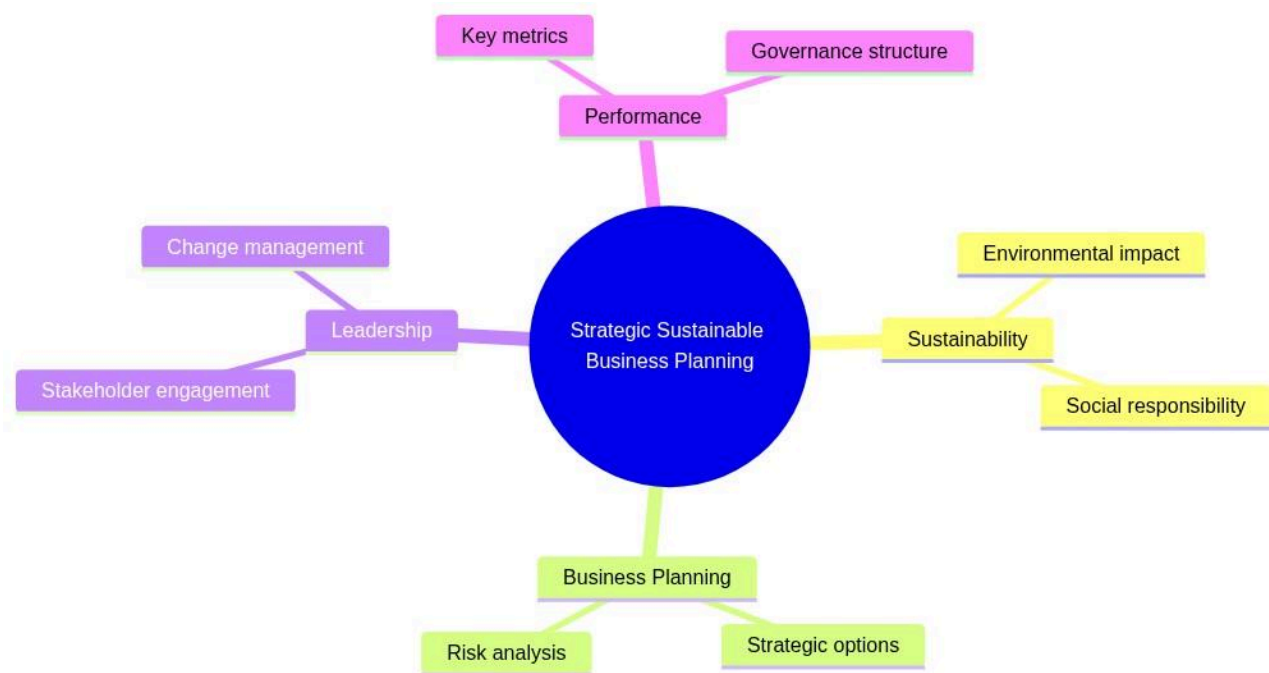 Key metrics
Governance structure
Performance
Change management
Environmental impact
Leadership
Strategic Sustainable
Business Planning
Sustainability
Stakeholder engagement
Social responsibility
Business Planning
Risk analysis
Strategic options